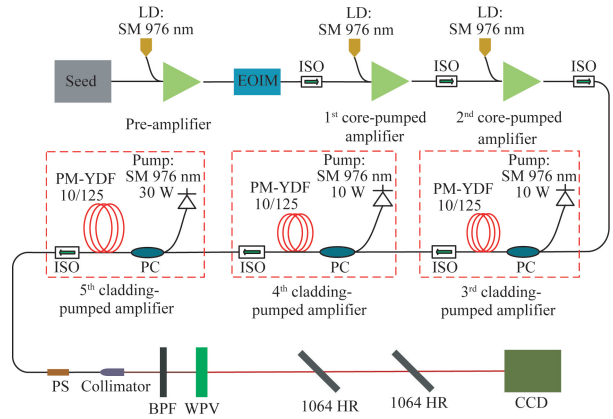 LD:
SM 976 nm
LD:
SM 976 nm
LD:
SM 976 nm
Seed
EOIM
ISO
ISO
ISO
Pre-amplifier
1st core-pumped
amplifier
2nd core-pumped
amplifier
Pump:
SM 976 nm
30 W
PM-YDF
10/125
ISO
PC
5th cladding-
pumped amplifier
Pump:
SM 976 nm
10 W
PM-YDF
10/125
ISO
PC
4th cladding-
pumped amplifier
Pump:
SM 976 nm
10 W
PM-YDF
10/125
ISO
PC
3rd cladding-
pumped amplifier
PS
Collimator
BPF
WPV
1064 HR
1064 HR
CCD